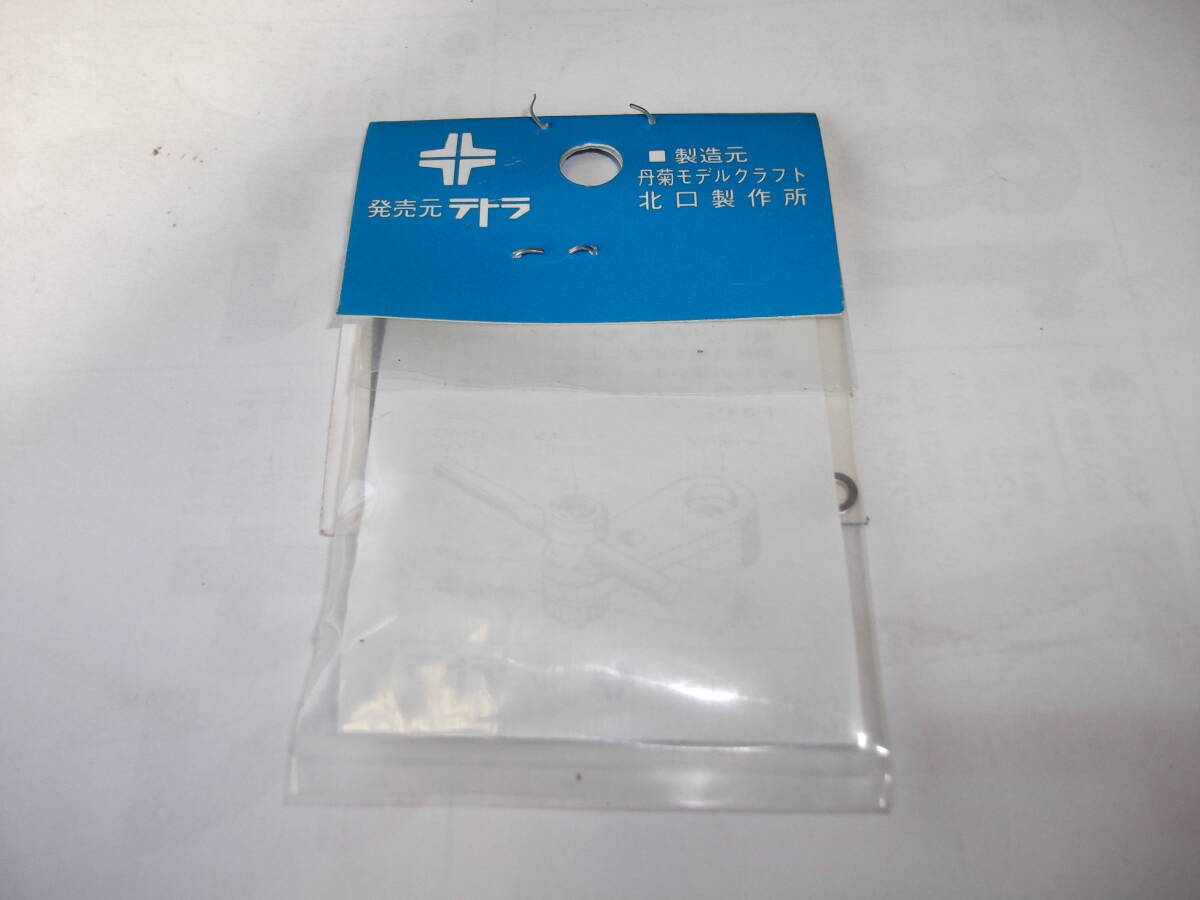 発売元 テトラ
■ 製造元
丹菊モデルクラフト
北口製作所